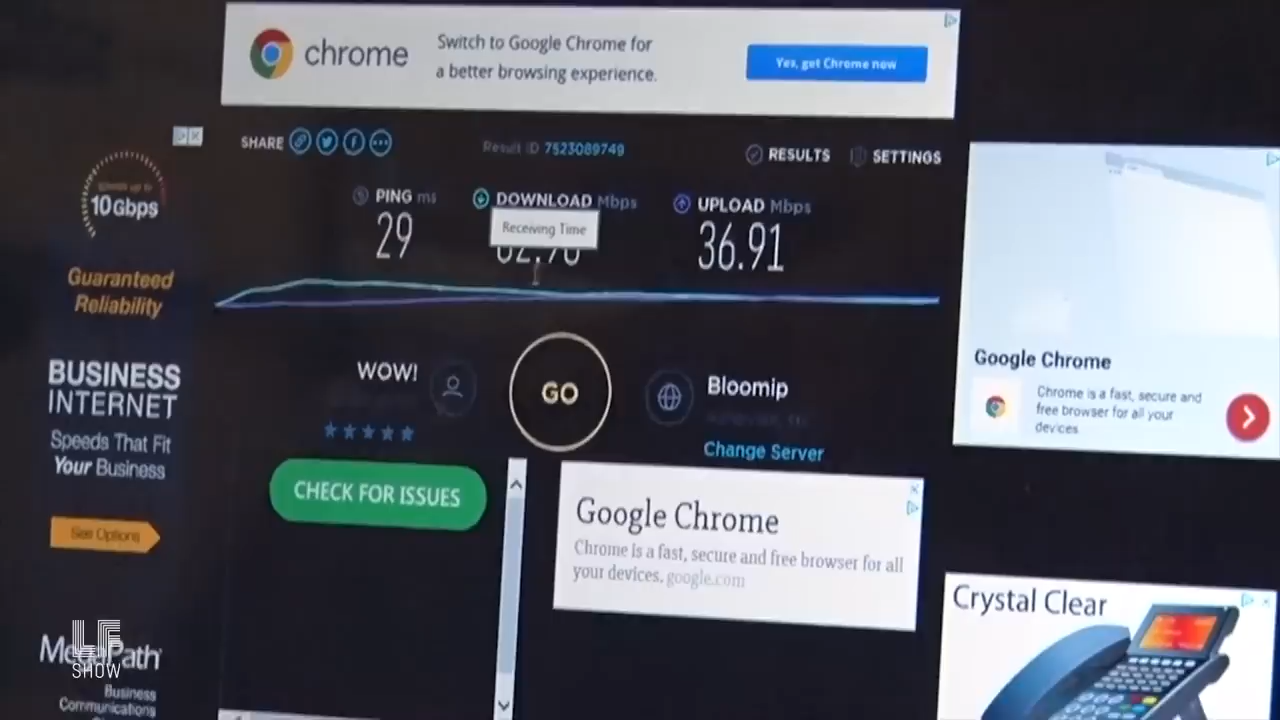 chrome
Switch to Google Chrome for
a better browsing experience.
Yes, get Chrome now
SHARE
Result ID 7523089749
RESULTS
SETTINGS
PING ms
29
DOWNLOAD Mbps
Receiving Time
UPLOAD Mbps
36.91
10Gbps
Guaranteed
Reliability
BUSINESS
INTERNET
Speeds That Fit
Your Business
See Options
MegaPath
Business
Communications
LF
SHOW
WOW!
GO
Bloomip
Change Server
CHECK FOR ISSUES
Google Chrome
Chrome is a fast, secure and free browser for all
your devices. google.com
Google Chrome
Chrome is a fast, secure and
free browser for all your
devices.
Crystal Clear